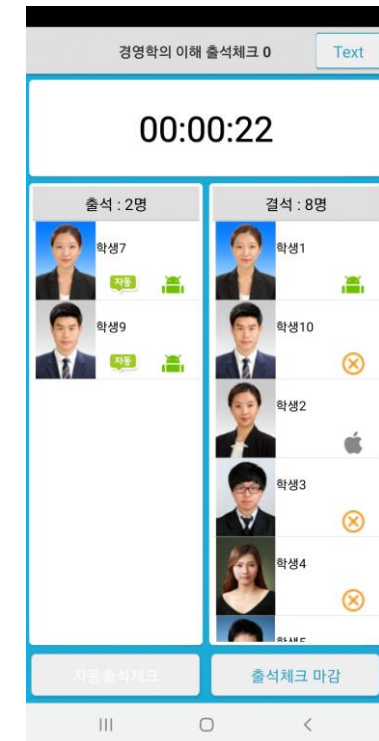 경영학의 이해 출석체크 0
Text
00:00:22
출석 : 2명
학생7
자동
학생9
자동
결석 : 8명
학생1
학생10
학생2
학생3
학생4
자동출석체크
출석체크 마감